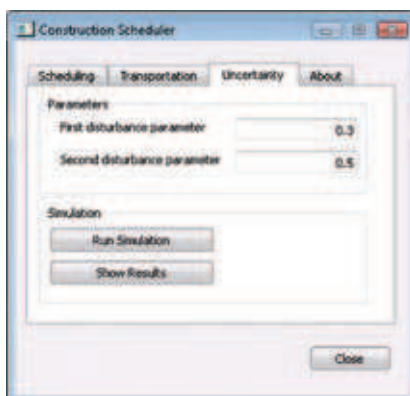 Construction Scheduler
Scheduling Transportation Uncertainty About
Parameters
First disturbance parameter 0.3
Second disturbance parameter 0.5
Simulation
Run Simulation
Show Results
Close